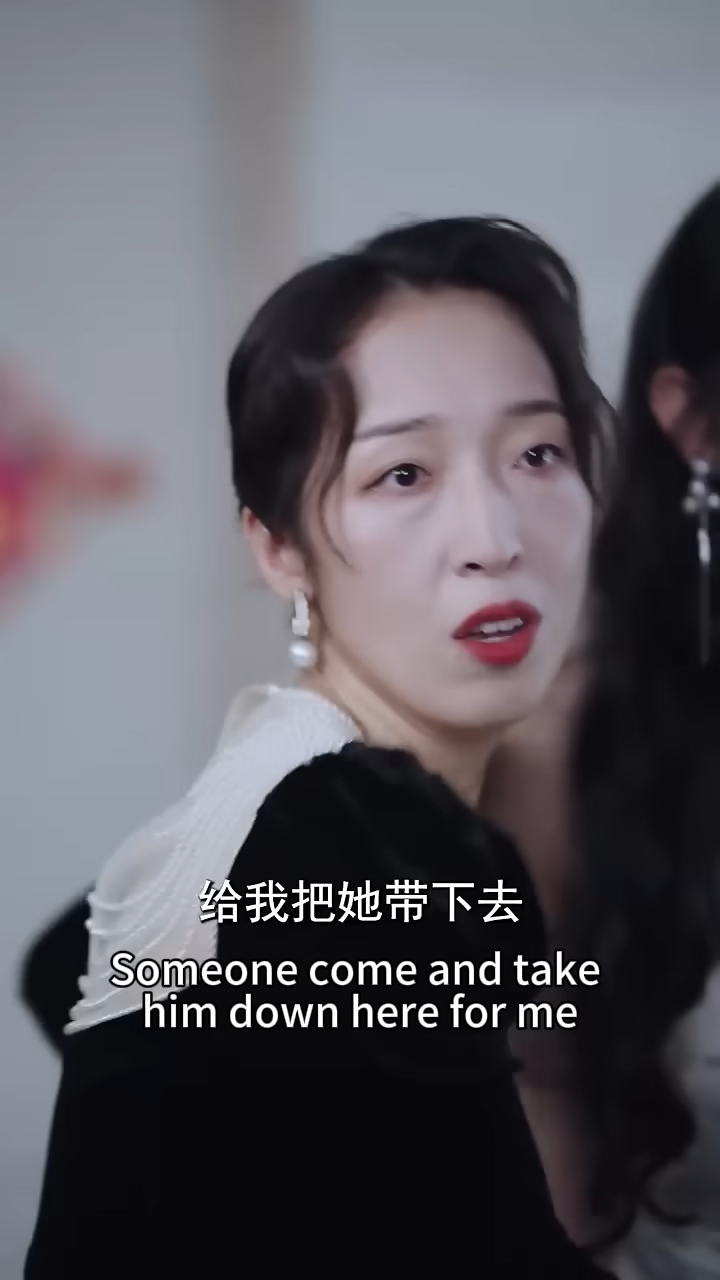 给我把她带下去
Someone come and take
him down here for me